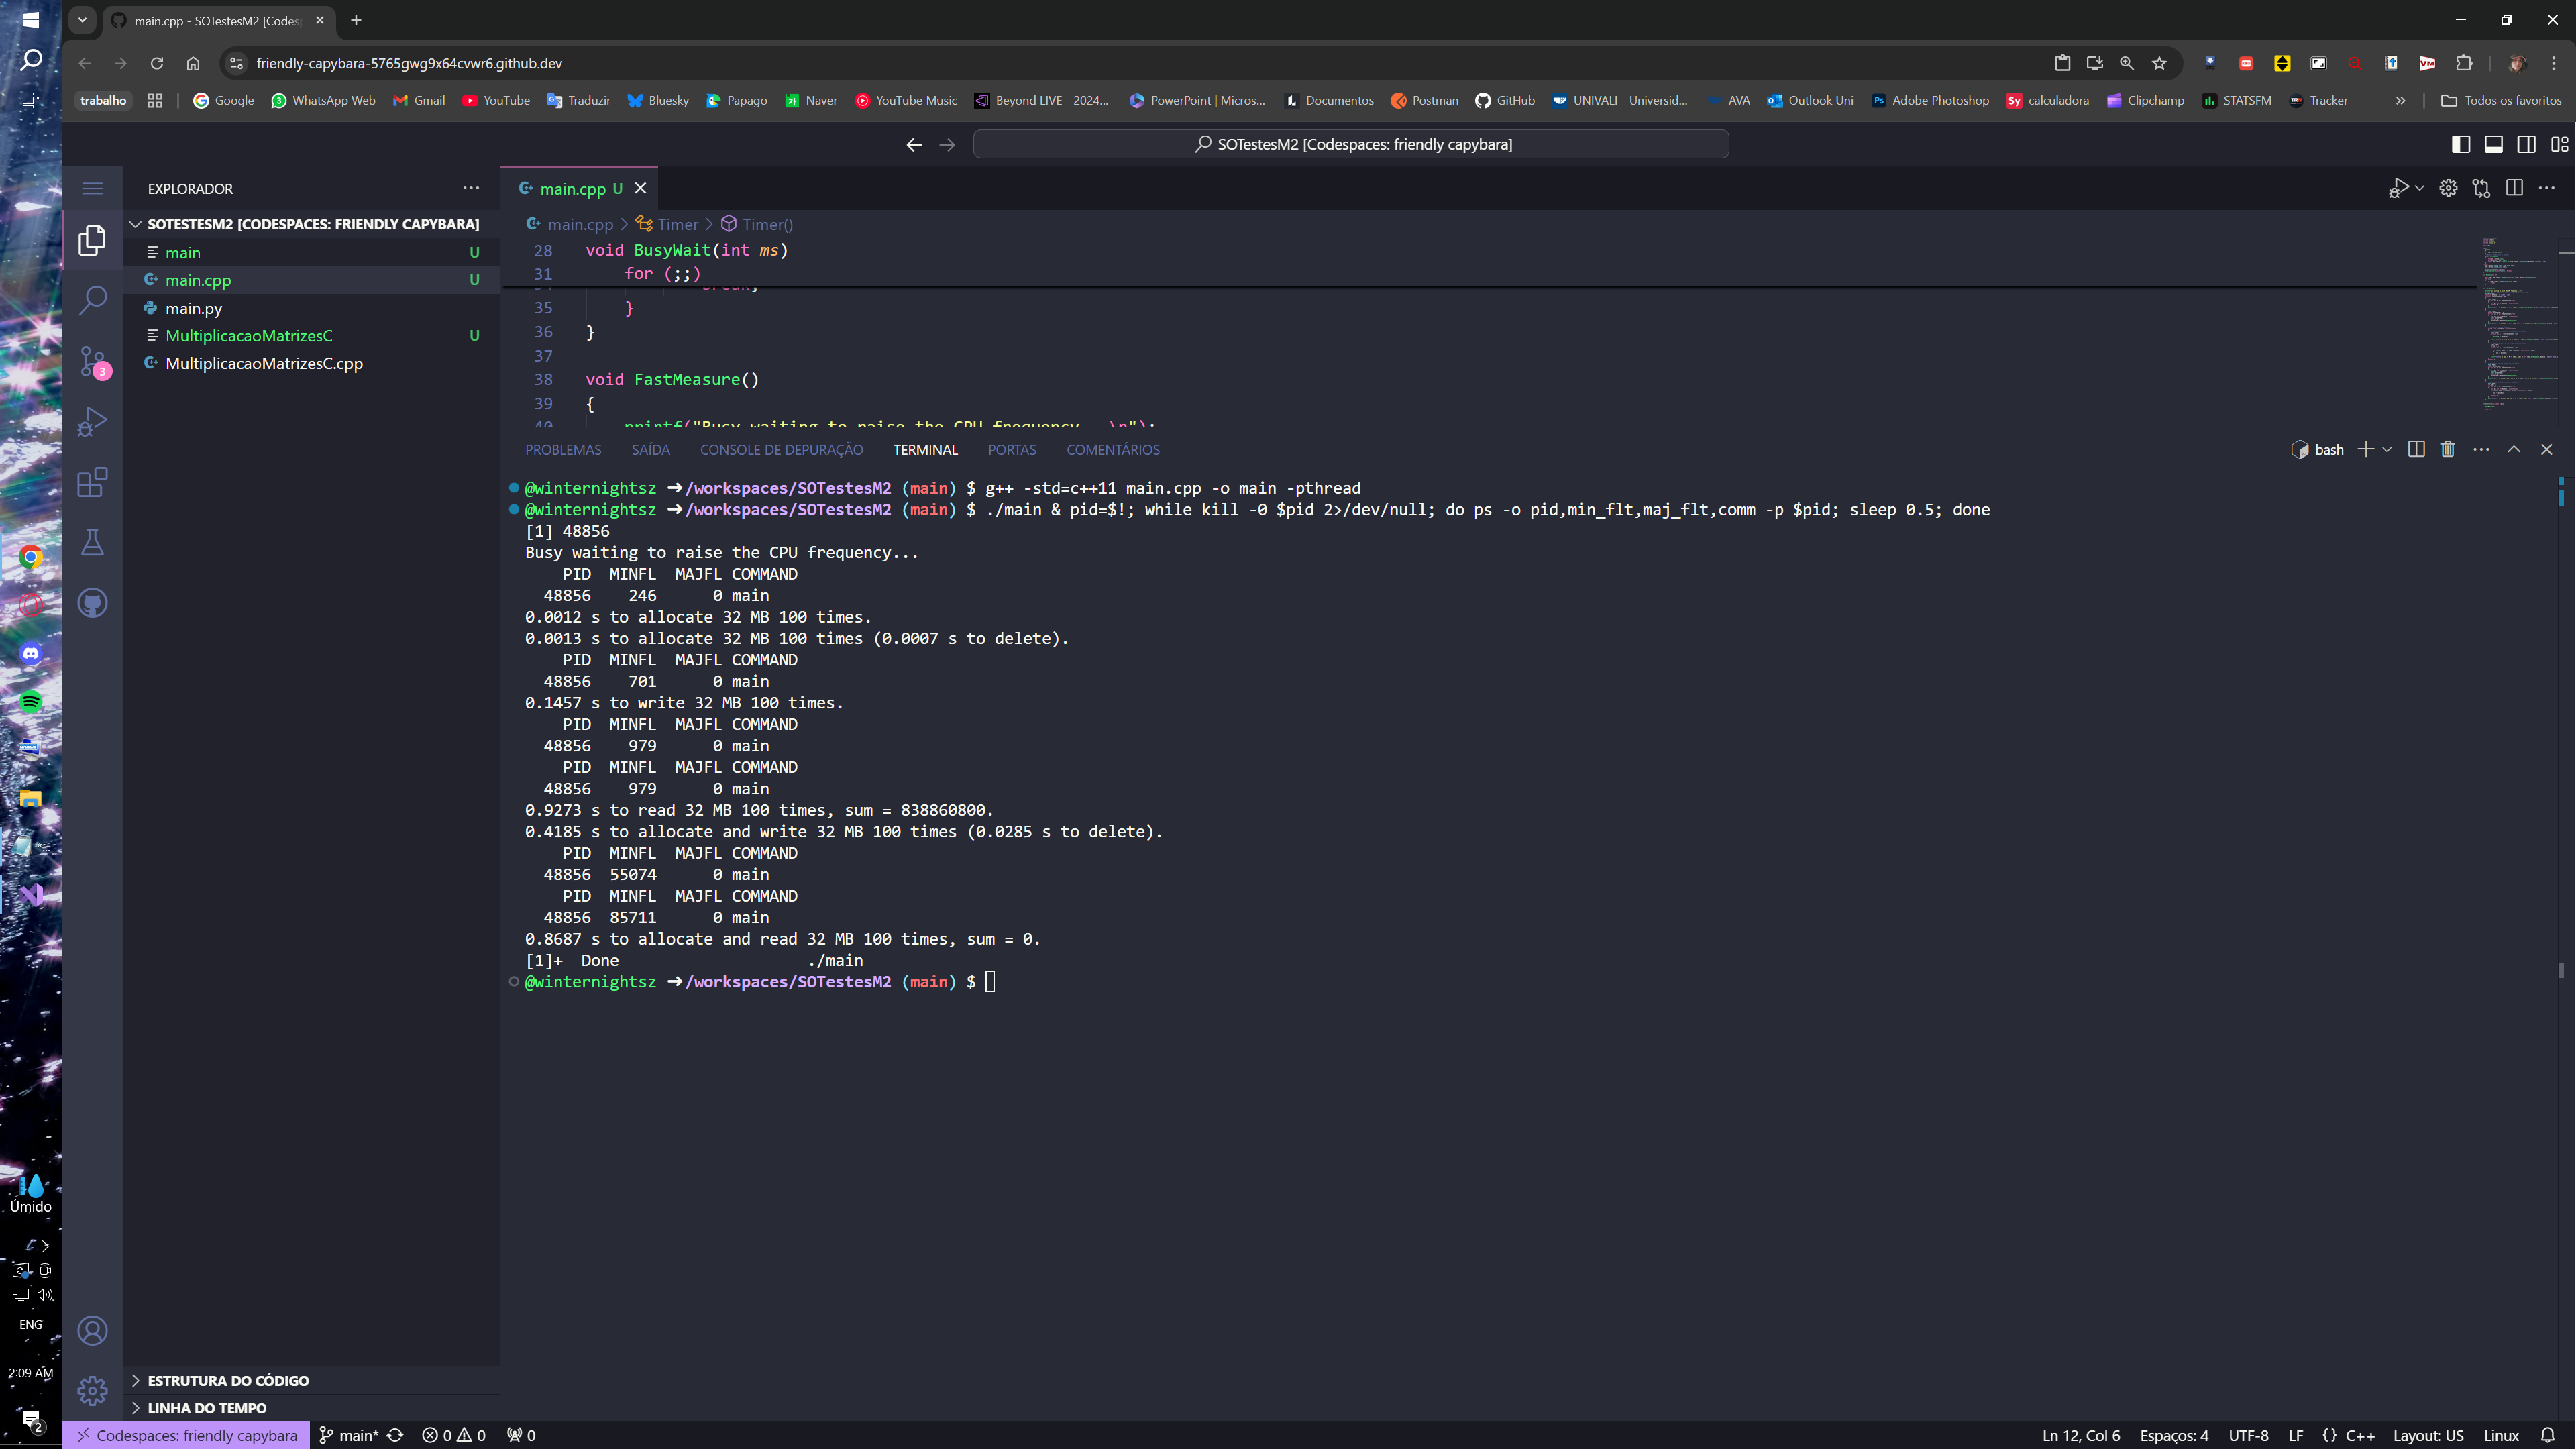 main.cpp - SOTestesM2 [Codes
friendly-capybara-5765gwg9x64cvwr6.github.dev
trabalho Google WhatsApp Web Gmail YouTube Traduzir Bluesky Papago Naver YouTube Music Beyond LIVE - 2024... PowerPoint | Micros... Documentos Postman GitHub UNIVALI - Universid... AVA Outlook Uni Adobe Photoshop calculadora Clipchamp STATSFM Tracker » Todos os favoritos
SOTestesM2 [Codespaces: friendly capybara]
EXPLORADOR
SOTESTESM2 [CODESPACES: FRIENDLY CAPYBARA]
main U
main.cpp U
main.py
MultiplicacaoMatrizesC U
MultiplicacaoMatrizesC.cpp
3
ESTRUTURA DO CÓDIGO
LINHA DO TEMPO
main.cpp U
main.cpp > Timer > Timer()
28 void BusyWait(int ms)
31 for (;;)
35 }
36 }
37
38 void FastMeasure()
39 {
40 printf("Busy waiting to raise the CPU frequency...\n");
PROBLEMAS SAÍDA CONSOLE DE DEPURAÇÃO TERMINAL PORTAS COMENTÁRIOS
bash
@winternightsz ➜ /workspaces/SOTestesM2 (main) $ g++ -std=c++11 main.cpp -o main -pthread
@winternightsz ➜ /workspaces/SOTestesM2 (main) $ ./main & pid=$!; while kill -0 $pid 2>/dev/null; do ps -o pid,min_flt,maj_flt,comm -p $pid; sleep 0.5; done
[1] 48856
Busy waiting to raise the CPU frequency...
PID MINFL MAJFL COMMAND
48856 246 0 main
0.0012 s to allocate 32 MB 100 times.
0.0013 s to allocate 32 MB 100 times (0.0007 s to delete).
PID MINFL MAJFL COMMAND
48856 701 0 main
0.1457 s to write 32 MB 100 times.
PID MINFL MAJFL COMMAND
48856 979 0 main
PID MINFL MAJFL COMMAND
48856 979 0 main
0.9273 s to read 32 MB 100 times, sum = 838860800.
0.4185 s to allocate and write 32 MB 100 times (0.0285 s to delete).
PID MINFL MAJFL COMMAND
48856 55074 0 main
PID MINFL MAJFL COMMAND
48856 85711 0 main
0.8687 s to allocate and read 32 MB 100 times, sum = 0.
[1]+ Done ./main
@winternightsz ➜ /workspaces/SOTestesM2 (main) $
Úmido
ENG
2:09 AM
2
Codespaces: friendly capybara main* 0 0 0 Ln 12, Col 6 Espaços: 4 UTF-8 LF {} C++ Layout: US Linux